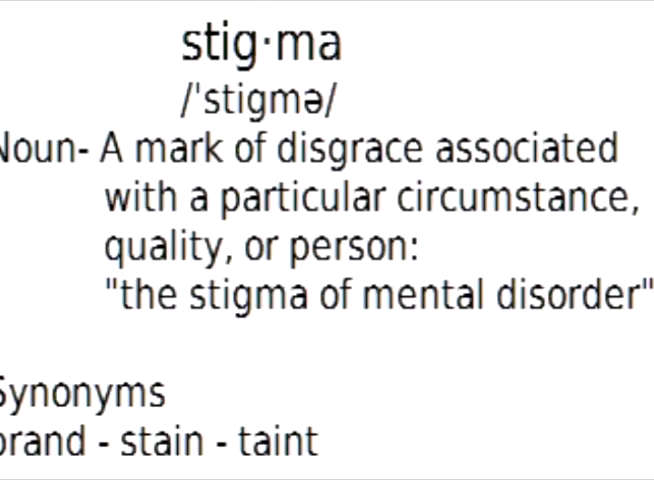 stig·ma
/ˈstigmə/
Noun- A mark of disgrace associated
with a particular circumstance,
quality, or person:
"the stigma of mental disorder"
Synonyms
brand - stain - taint